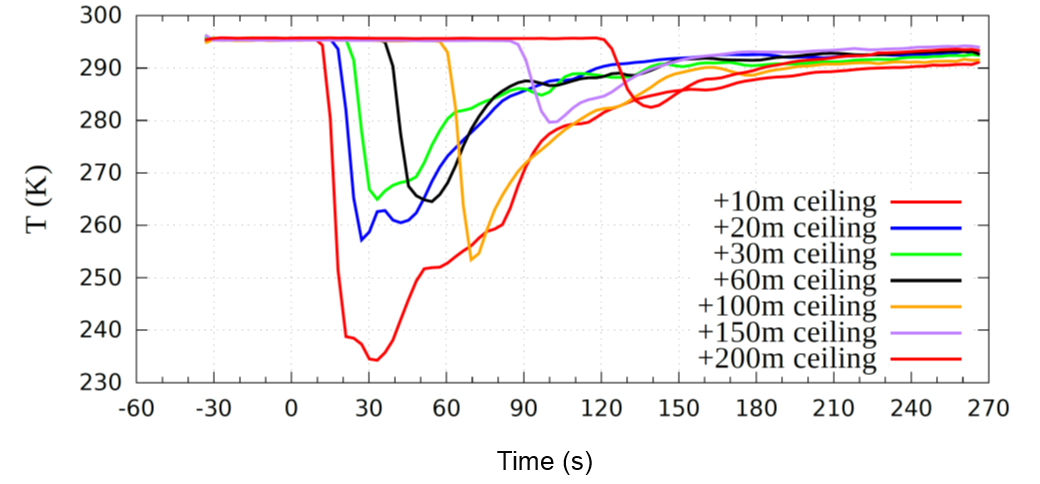 300
290
280
270
260
250
240
230
T (K)
+10m ceiling
+20m ceiling
+30m ceiling
+60m ceiling
+100m ceiling
+150m ceiling
+200m ceiling
-60 -30 0 30 60 90 120 150 180 210 240 270
Time (s)